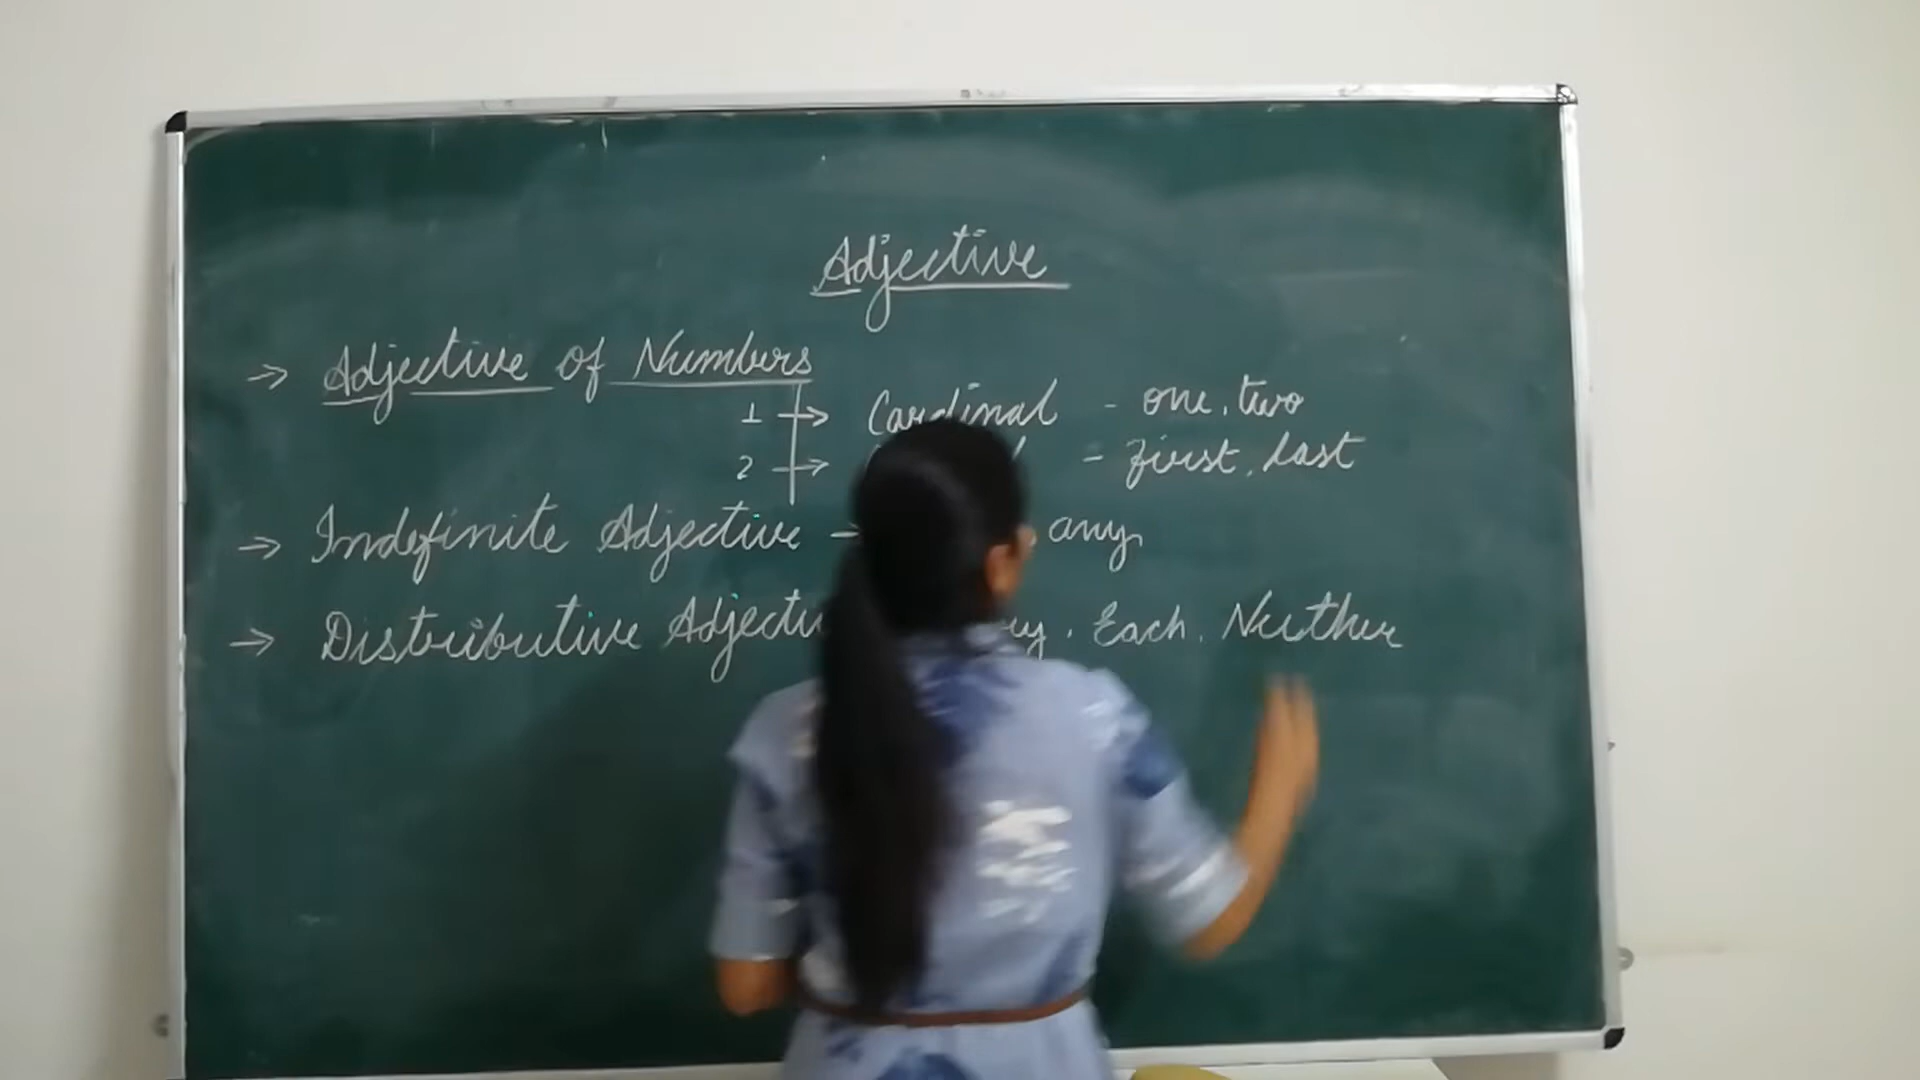 Adjective
→ Adjective of Numbers
1 → Cardinal - one, two
2 → - first, last
→ Indefinite Adjective - any,
→ Distributive Each, Neither